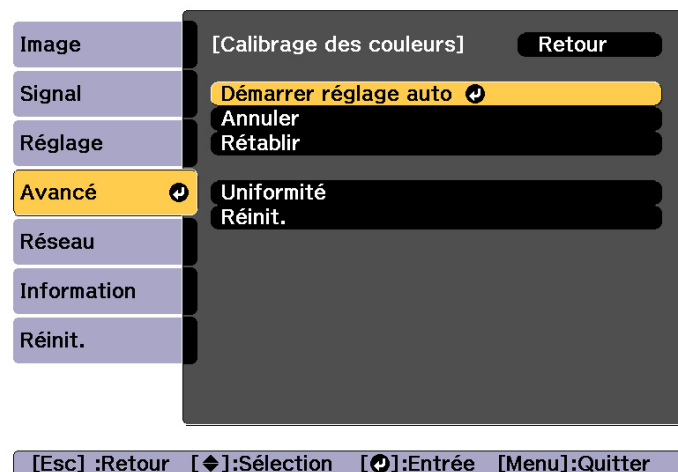 Image
Signal
Réglage
Avancé
Réseau
Information
Réinit.
[Calibrage des couleurs] Retour
Démarrer réglage auto
Annuler
Rétablir
Uniformité
Réinit.
[Esc] :Retour [◆]:Sélection [↵]:Entrée [Menu]:Quitter